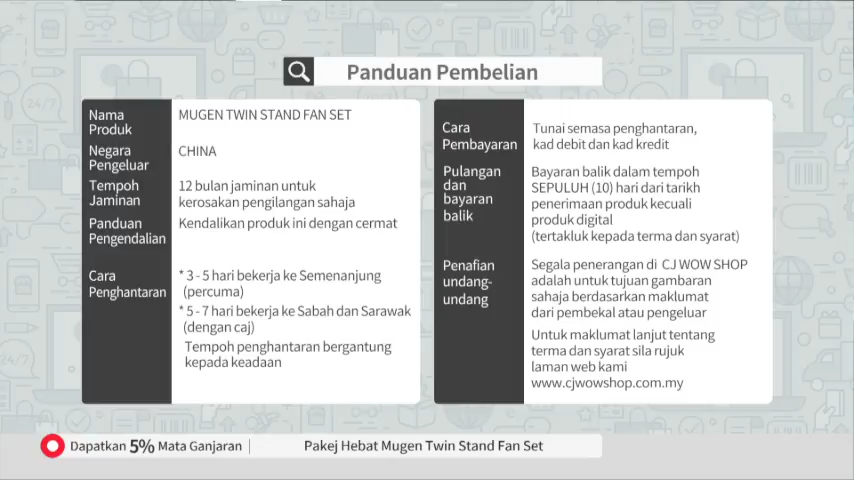 Panduan Pembelian
Nama
Produk
MUGEN TWIN STAND FAN SET
Negara
Pengeluar
CHINA
Tempoh
Jaminan
12 bulan jaminan untuk
kerosakan pengilangan sahaja
Panduan
Pengendalian
Kendalikan produk ini dengan cermat
Cara
Penghantaran
* 3 - 5 hari bekerja ke Semenanjung
(percuma)
* 5 - 7 hari bekerja ke Sabah dan Sarawak
(dengan caj)
Tempoh penghantaran bergantung
kepada keadaan
Cara
Pembayaran
Tunai semasa penghantaran,
kad debit dan kad kredit
Pulangan
dan
bayaran
balik
Bayaran balik dalam tempoh
SEPULUH (10) hari dari tarikh
penerimaan produk kecuali
produk digital
(tertakluk kepada terma dan syarat)
Penafian
undang-
undang
Segala penerangan di CJ WOW SHOP
adalah untuk tujuan gambaran
sahaja berdasarkan maklumat
dari pembekal atau pengeluar
Untuk maklumat lanjut tentang
terma dan syarat sila rujuk
laman web kami
www.cjwowshop.com.my
Dapatkan 5% Mata Ganjaran
Pakej Hebat Mugen Twin Stand Fan Set
24/7
24/7